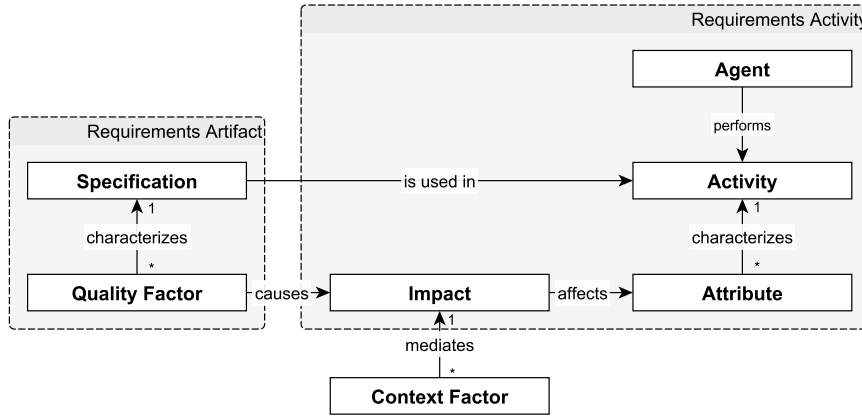 Requirements Activity
Agent
performs
Requirements Artifact
Specification
is used in
Activity
1
1
characterizes
characterizes
*
*
Quality Factor
causes
Impact
affects
Attribute
1
mediates
*
Context Factor